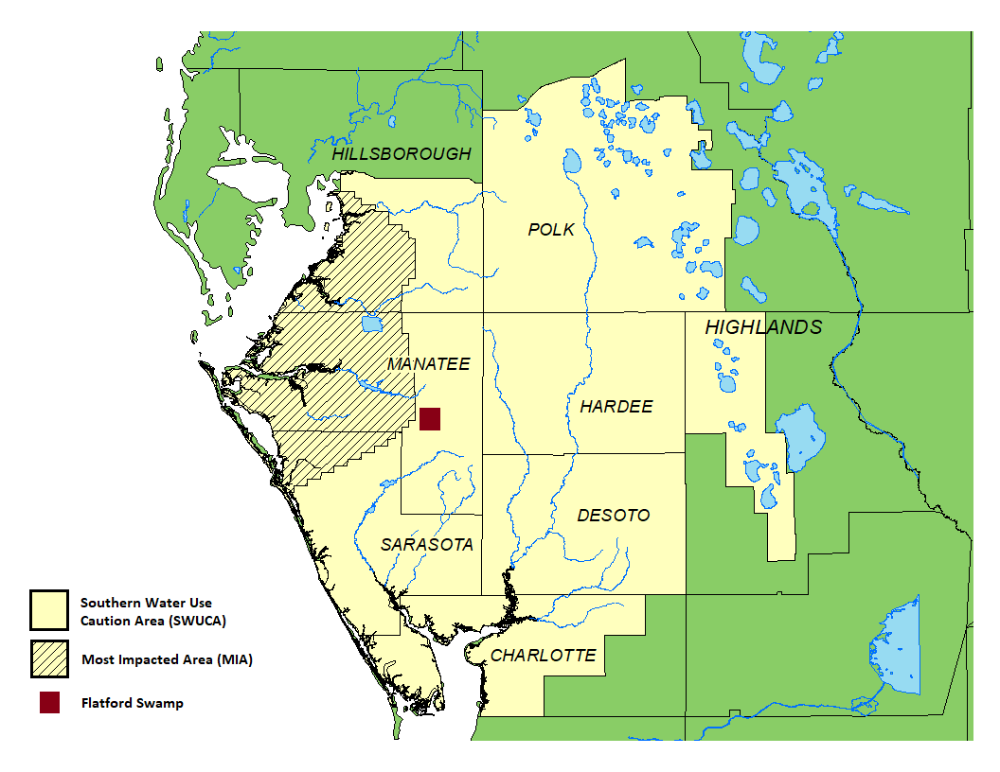 HILLSBOROUGH
POLK
HIGHLANDS
MANATEE
HARDEE
DESOTO
SARASOTA
CHARLOTTE
Southern Water Use
Caution Area (SWUCA)
Most Impacted Area (MIA)
Flatford Swamp